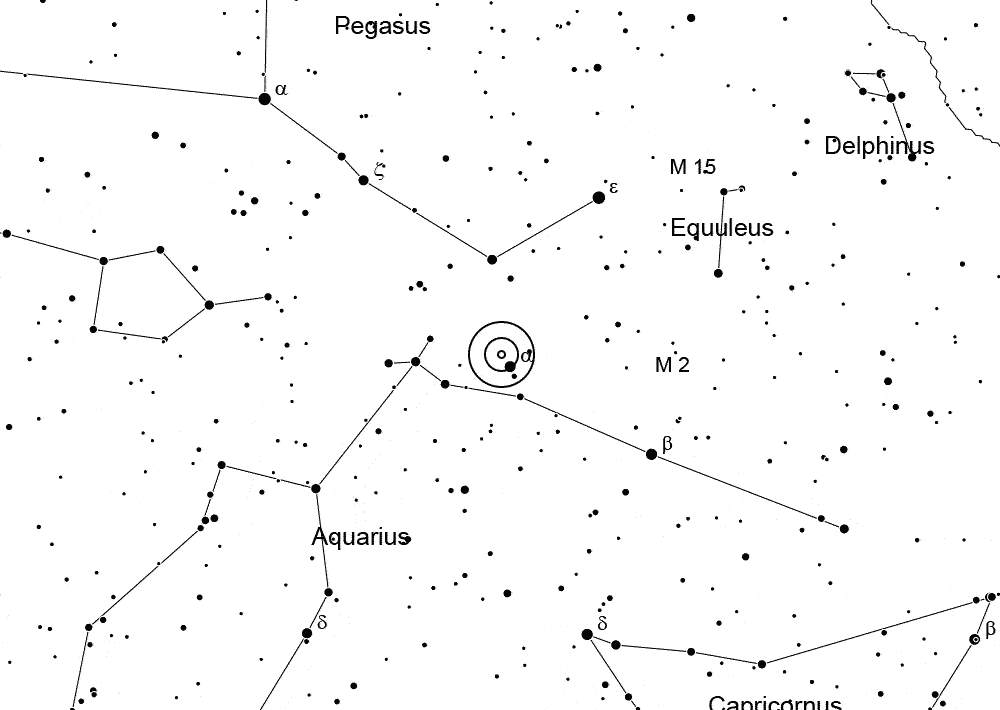 Pegasus
α
Delphinus
ζ
M 15
ε
Equuleus
α
M 2
β
Aquarius
δ
δ
β
Capricornus